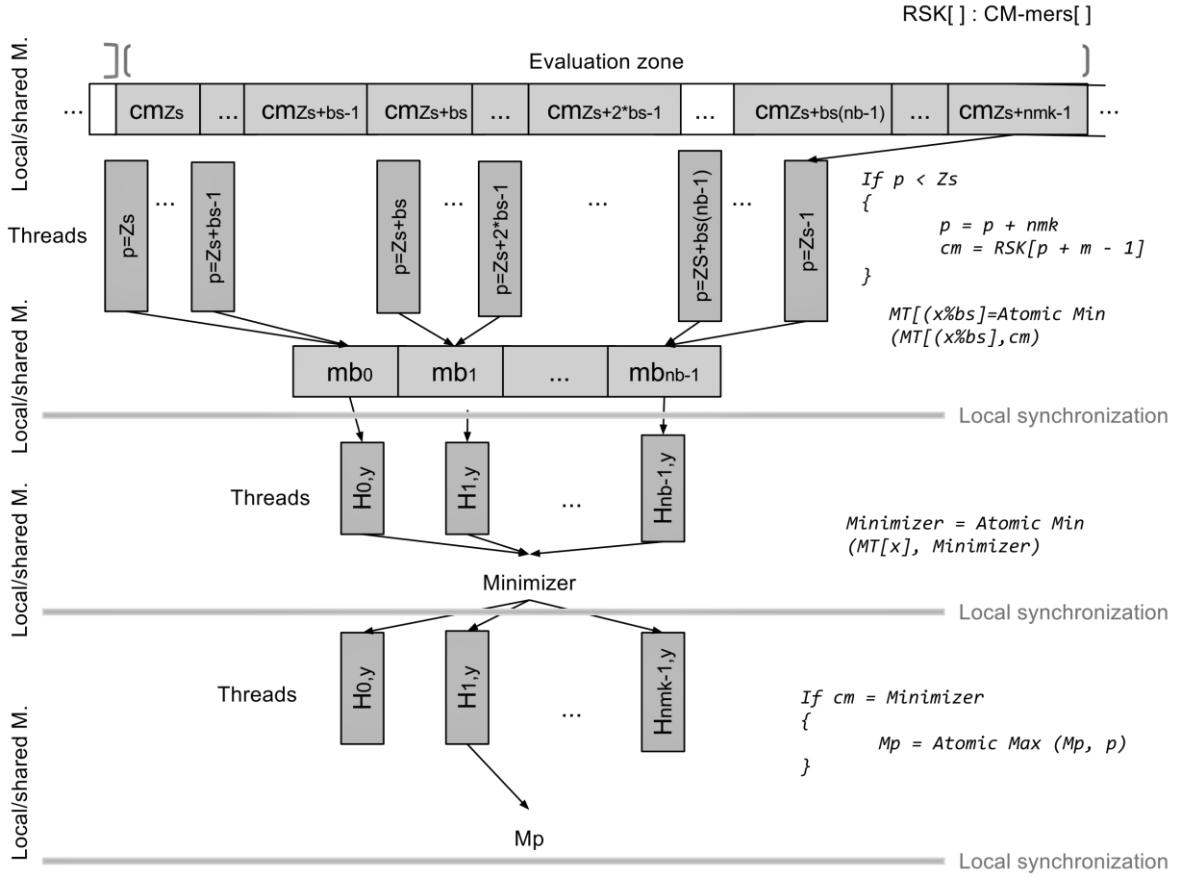 RSK[ ] : CM-mers[ ]
Evaluation zone
Local/shared M.
... cmZs ... cmZs+bs-1 cmZs+bs ... cmZs+2*bs-1 ... cmZs+bs(nb-1) ... cmZs+nmk-1 ...
Threads
p=Zs ... p=Zs+bs-1 p=Zs+bs ... p=Zs+2*bs-1 ... p=ZS+bs(nb-1) ... p=Zs-1
If p < Zs
{
p = p + nmk
cm = RSK[p + m - 1]
}
MT[(x%bs]=Atomic Min
(MT[(x%bs],cm)
Local/shared M.
mb0 mb1 ... mbnb-1
Local synchronization
Threads
H0,y H1,y ... Hnb-1,y
Local/shared M.
Minimizer = Atomic Min
(MT[x], Minimizer)
Minimizer
Local synchronization
Threads
H0,y H1,y ... Hnmk-1,y
Local/shared M.
If cm = Minimizer
{
Mp = Atomic Max (Mp, p)
}
Mp
Local synchronization